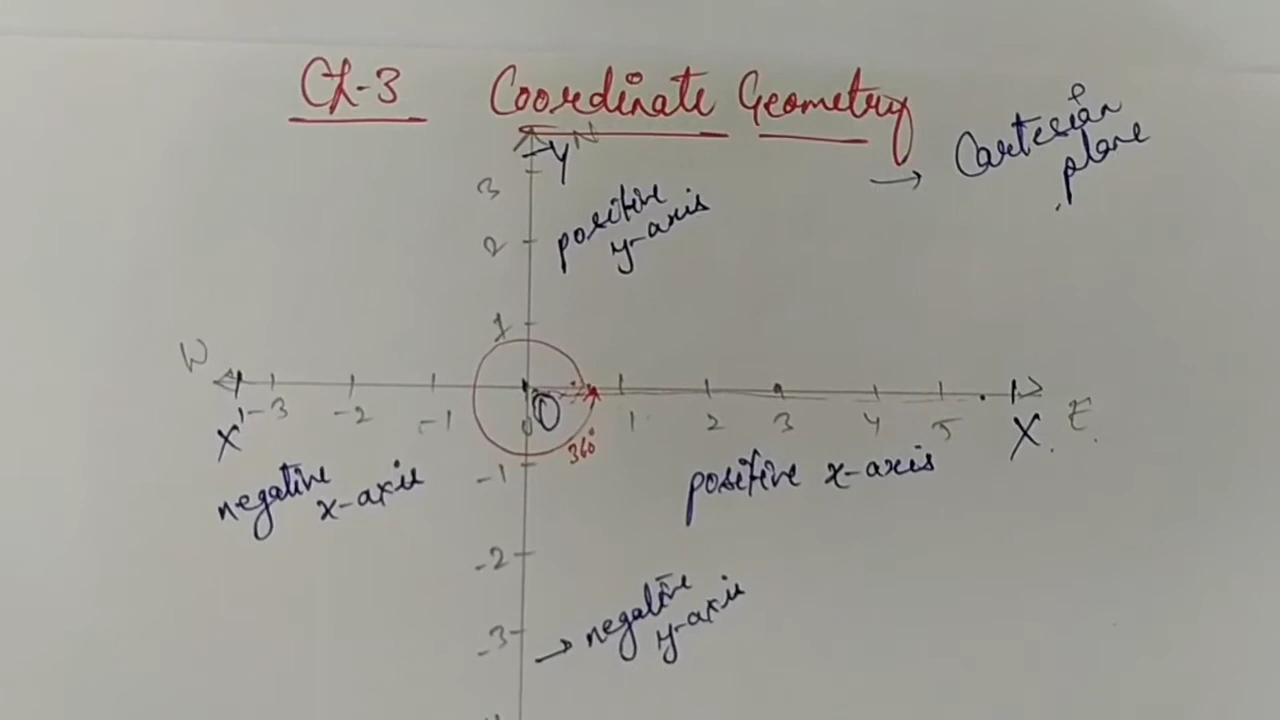 Ch-3 Coordinate Geometry
→ Cartesian
plane
Y N
3
positive
y-axis
2
1
W
E
-3 -2 -1 0 O 1 2 3 4 5
X' X
360°
negative
x-axis
positive x-axis
-1
-2
-3
→ negative
y-axis